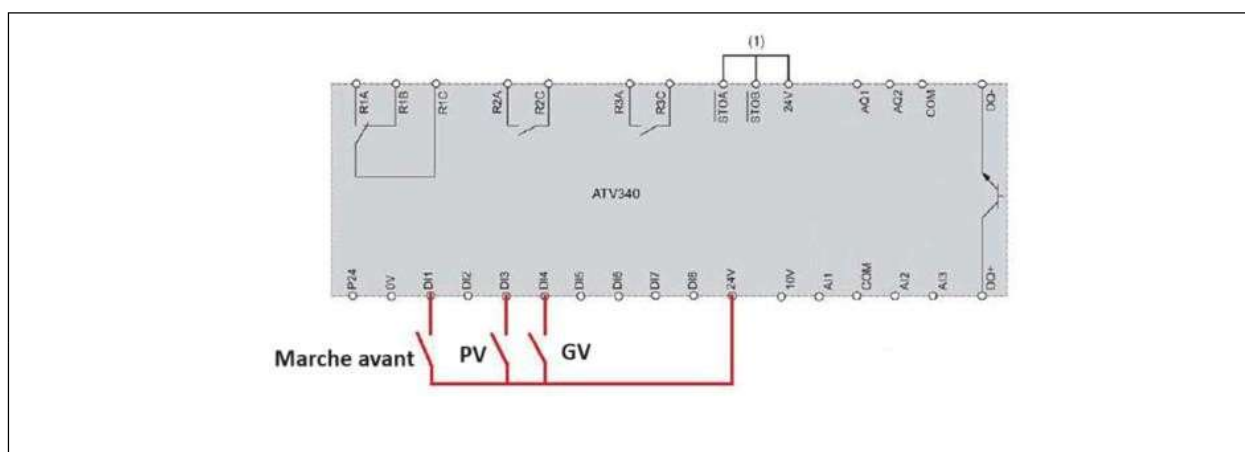 (1)
R1A R1B R1C R2A R2C R3A R3C STOA STOB 24V AQ1 AQ2 COM DQ-
ATV340
P24 0V DI1 DI2 DI3 DI4 DI5 DI6 DI7 DI8 24V 10V AI1 COM AI2 AI3 DQ+
Marche avant PV GV